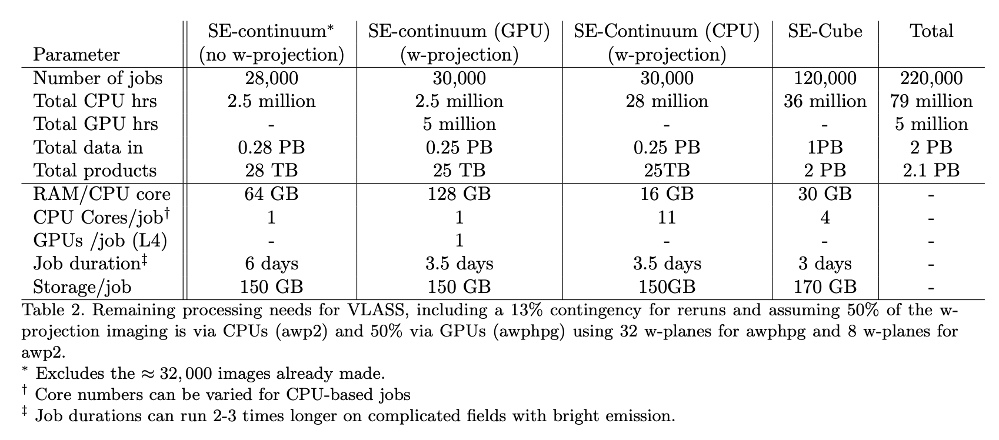 SE-continuum* SE-continuum (GPU) SE-Continuum (CPU) SE-Cube Total
Parameter (no w-projection) (w-projection) (w-projection)
Number of jobs 28,000 30,000 30,000 120,000 220,000
Total CPU hrs 2.5 million 2.5 million 28 million 36 million 79 million
Total GPU hrs - 5 million - - 5 million
Total data in 0.28 PB 0.25 PB 0.25 PB 1PB 2 PB
Total products 28 TB 25 TB 25TB 2 PB 2.1 PB
RAM/CPU core 64 GB 128 GB 16 GB 30 GB -
CPU Cores/job† 1 1 11 4 -
GPUs /job (L4) - 1 - - -
Job duration‡ 6 days 3.5 days 3.5 days 3 days -
Storage/job 150 GB 150 GB 150GB 170 GB -
Table 2. Remaining processing needs for VLASS, including a 13% contingency for reruns and assuming 50% of the w-
projection imaging is via CPUs (awp2) and 50% via GPUs (awphpg) using 32 w-planes for awphpg and 8 w-planes for
awp2.
* Excludes the ≈ 32,000 images already made.
† Core numbers can be varied for CPU-based jobs
‡ Job durations can run 2-3 times longer on complicated fields with bright emission.